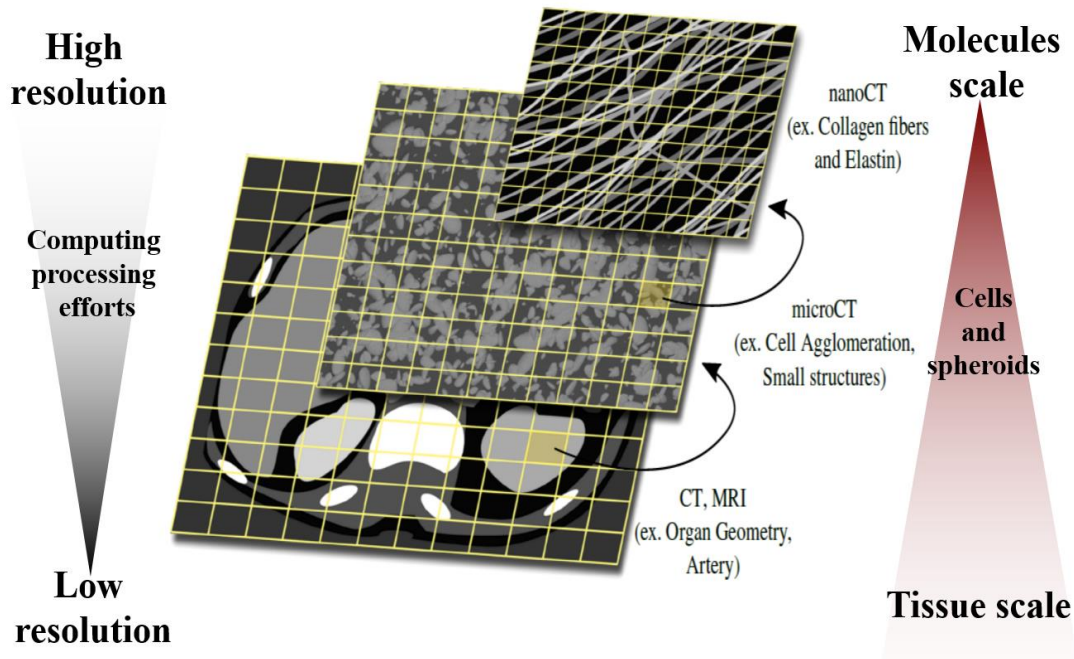 High
resolution
Computing
processing
efforts
Low
resolution
nanoCT
(ex. Collagen fibers
and Elastin)
microCT
(ex. Cell Agglomeration,
Small structures)
CT, MRI
(ex. Organ Geometry,
Artery)
Molecules
scale
Cells
and
spheroids
Tissue scale